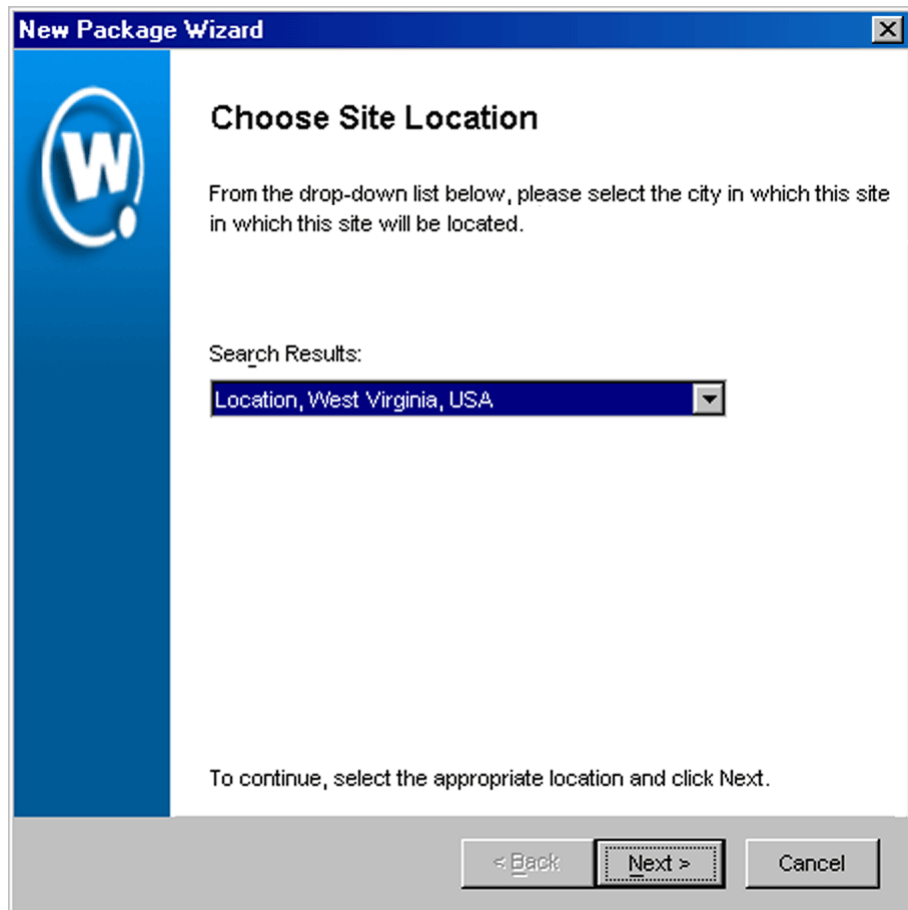 New Package Wizard
W
Choose Site Location
From the drop-down list below, please select the city in which this site
in which this site will be located.
Search Results:
Location, West Virginia, USA
To continue, select the appropriate location and click Next.
< Back Next > Cancel